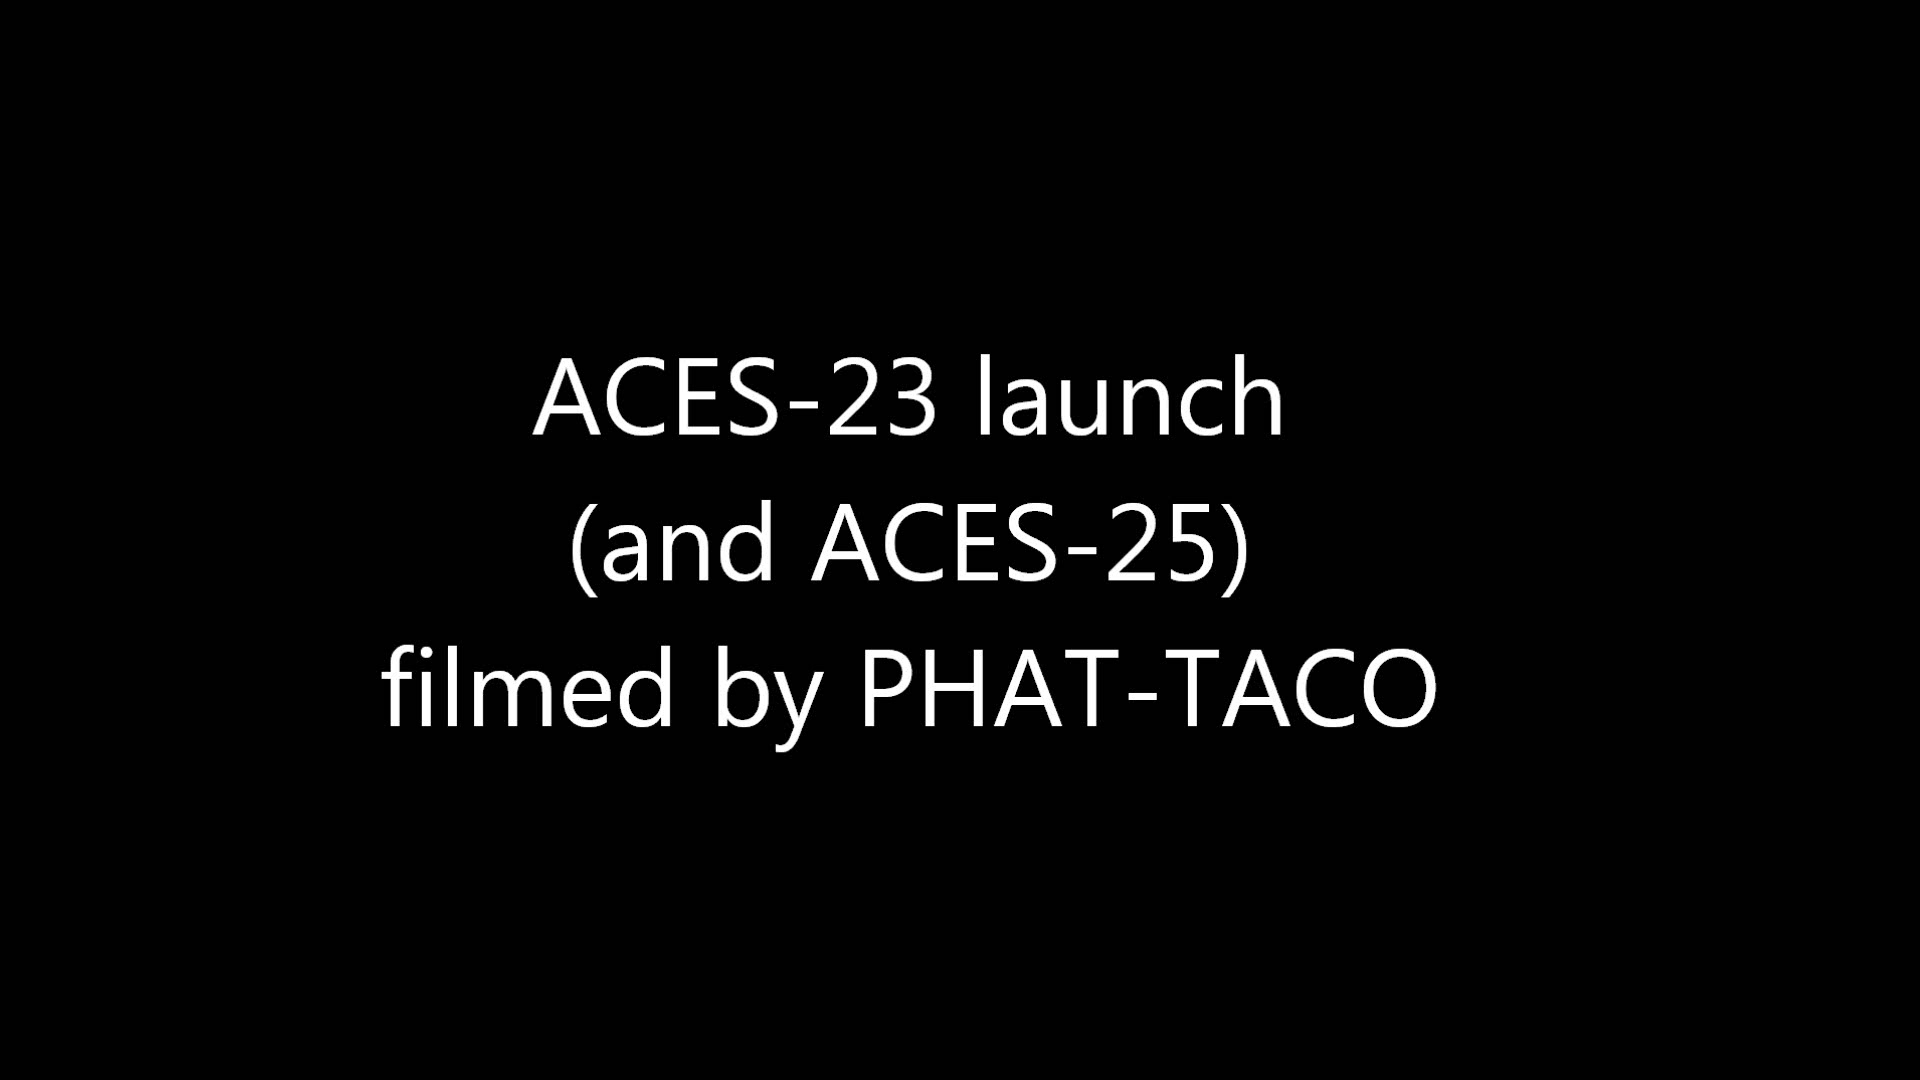 ACES-23 launch
(and ACES-25)
filmed by PHAT-TACO